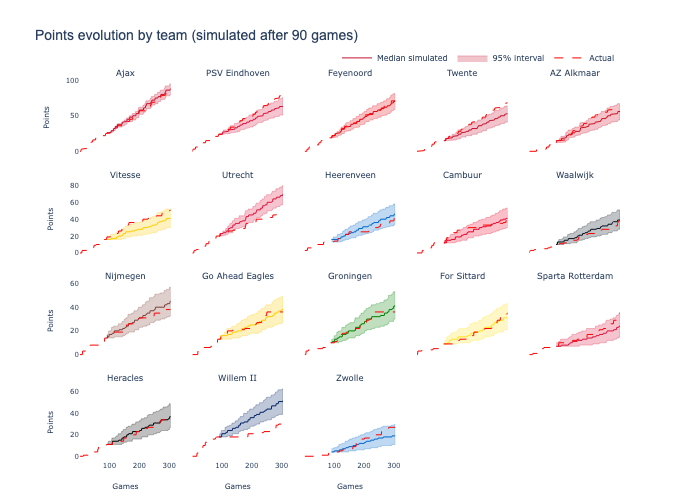 Points evolution by team (simulated after 90 games)
Median simulated 95% interval Actual
Ajax PSV Eindhoven Feyenoord Twente AZ Alkmaar
100
50
0
Points
Vitesse Utrecht Heerenveen Cambuur Waalwijk
80
60
40
20
0
Points
Nijmegen Go Ahead Eagles Groningen For Sittard Sparta Rotterdam
60
40
20
0
Points
Heracles Willem II Zwolle
60
40
20
0
Points
100 200 300 100 200 300 100 200 300
Games Games